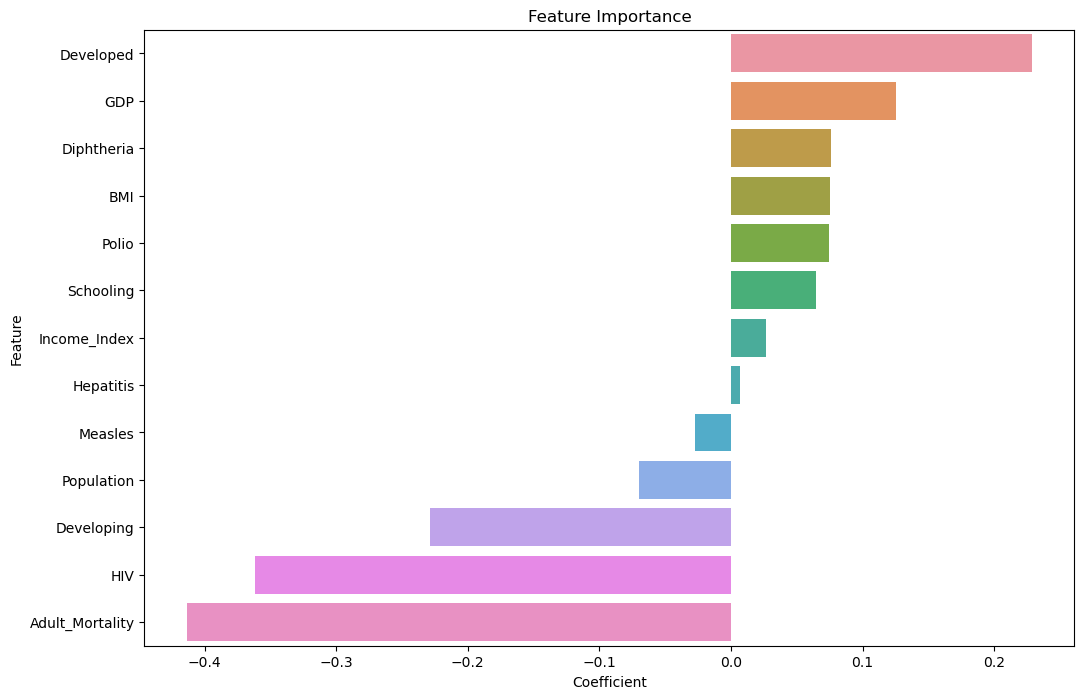 Feature Importance
Developed
GDP
Diphtheria
BMI
Polio
Schooling
Income_Index
Hepatitis
Measles
Population
Developing
HIV
Adult_Mortality
Feature
−0.4 −0.3 −0.2 −0.1 0.0 0.1 0.2
Coefficient